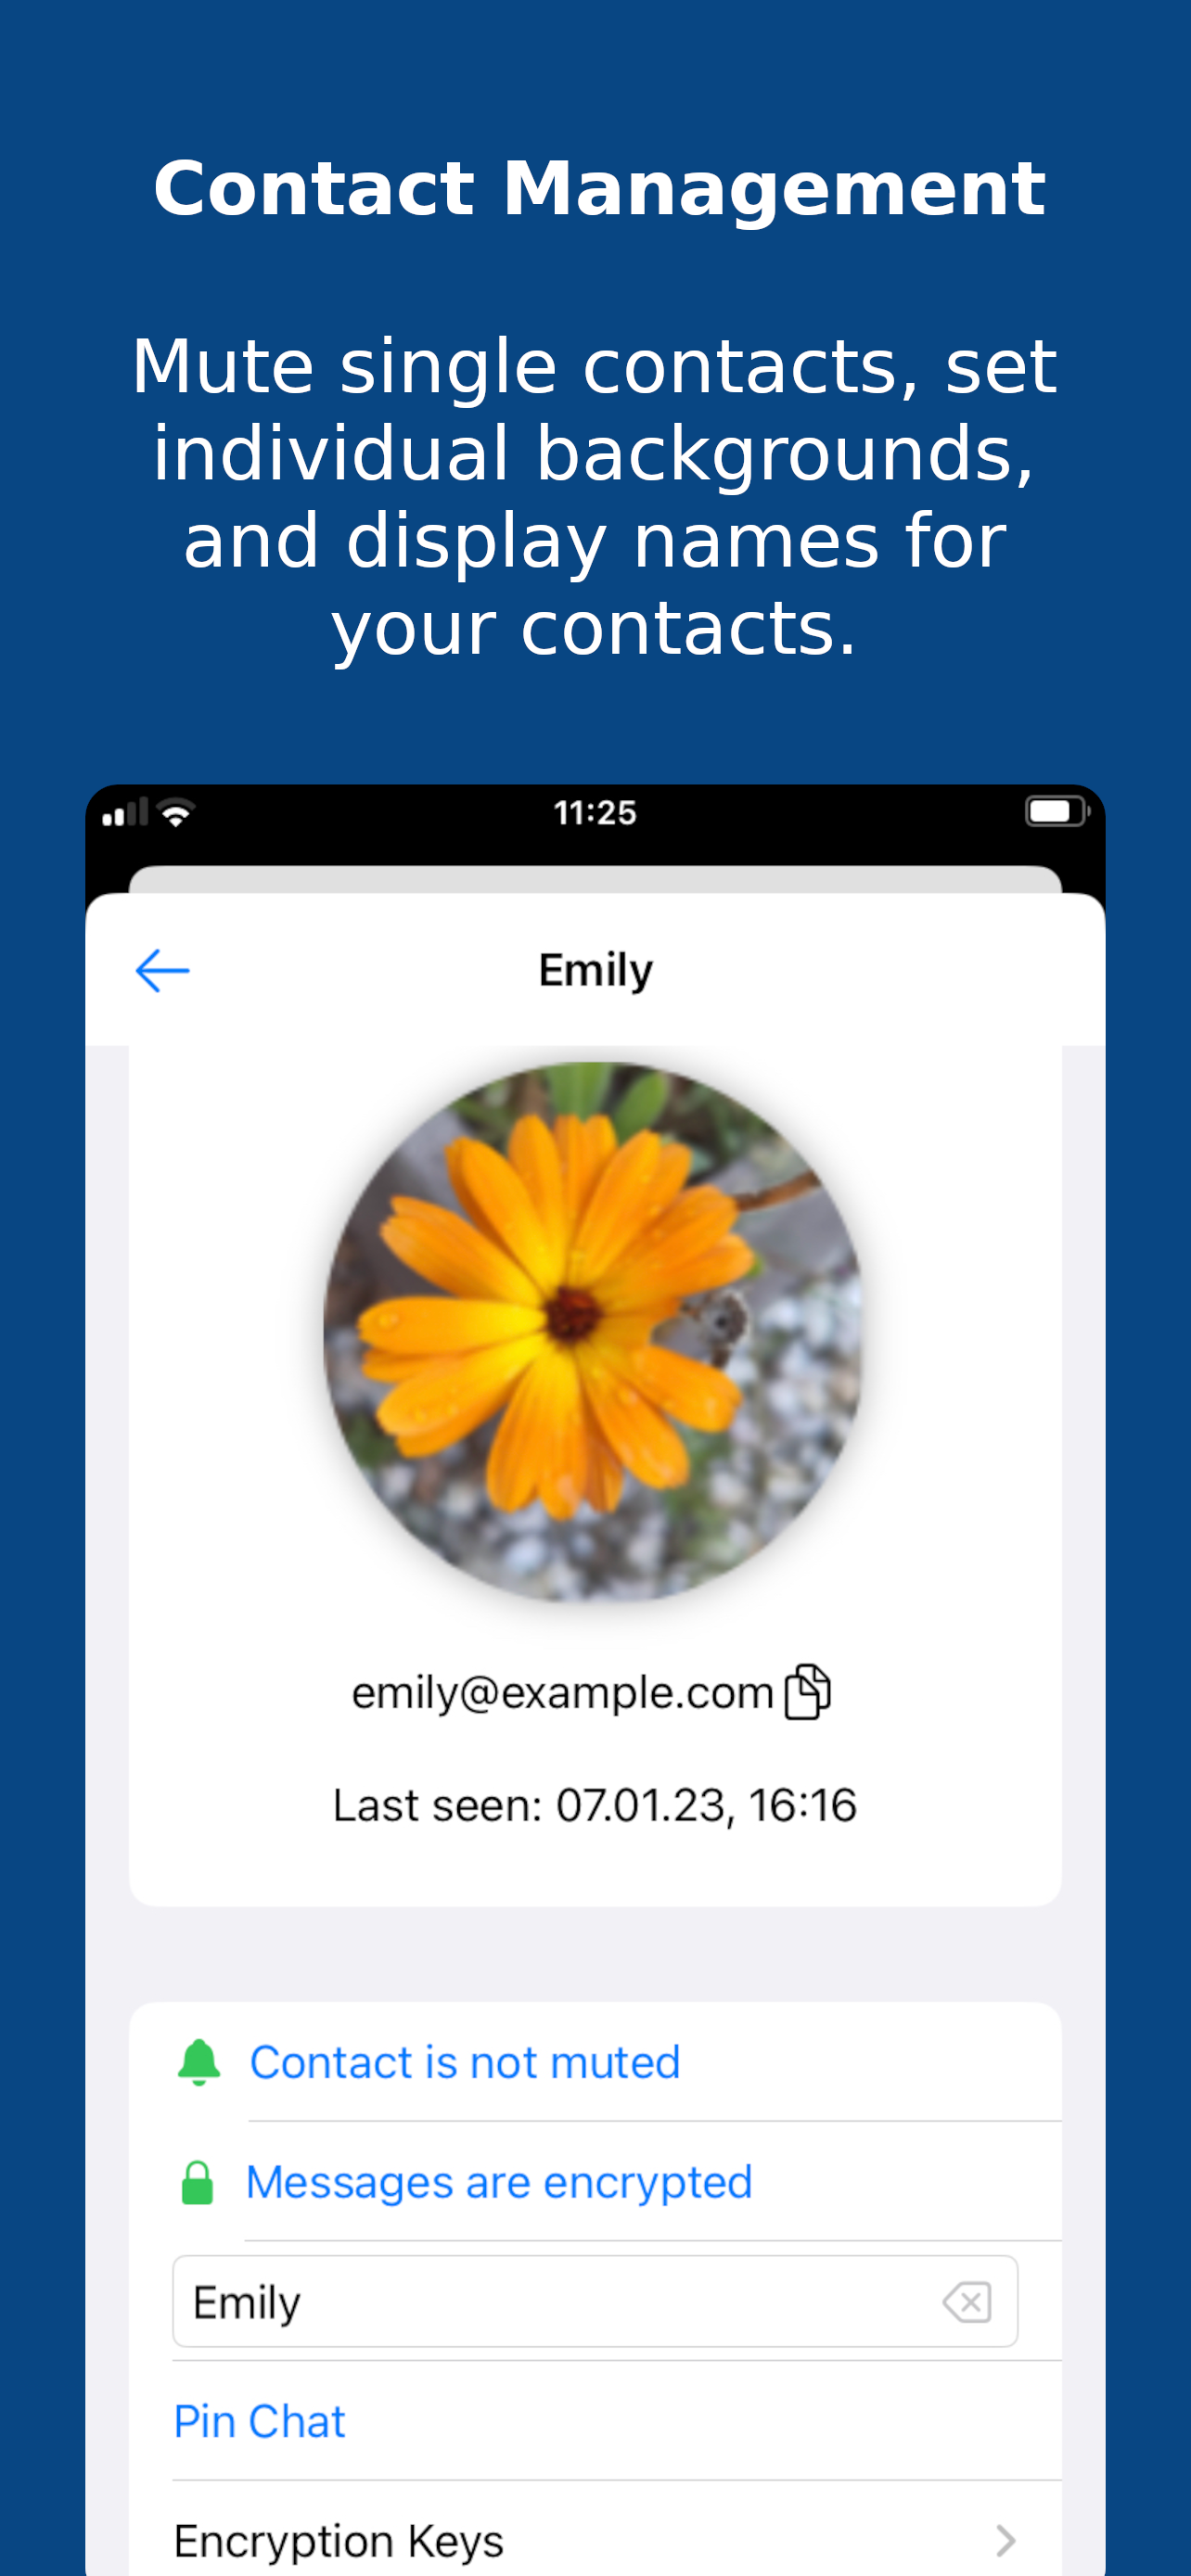 Contact Management
Mute single contacts, set
individual backgrounds,
and display names for
your contacts.
11:25
Emily
emily@example.com
Last seen: 07.01.23, 16:16
Contact is not muted
Messages are encrypted
Emily
Pin Chat
Encryption Keys